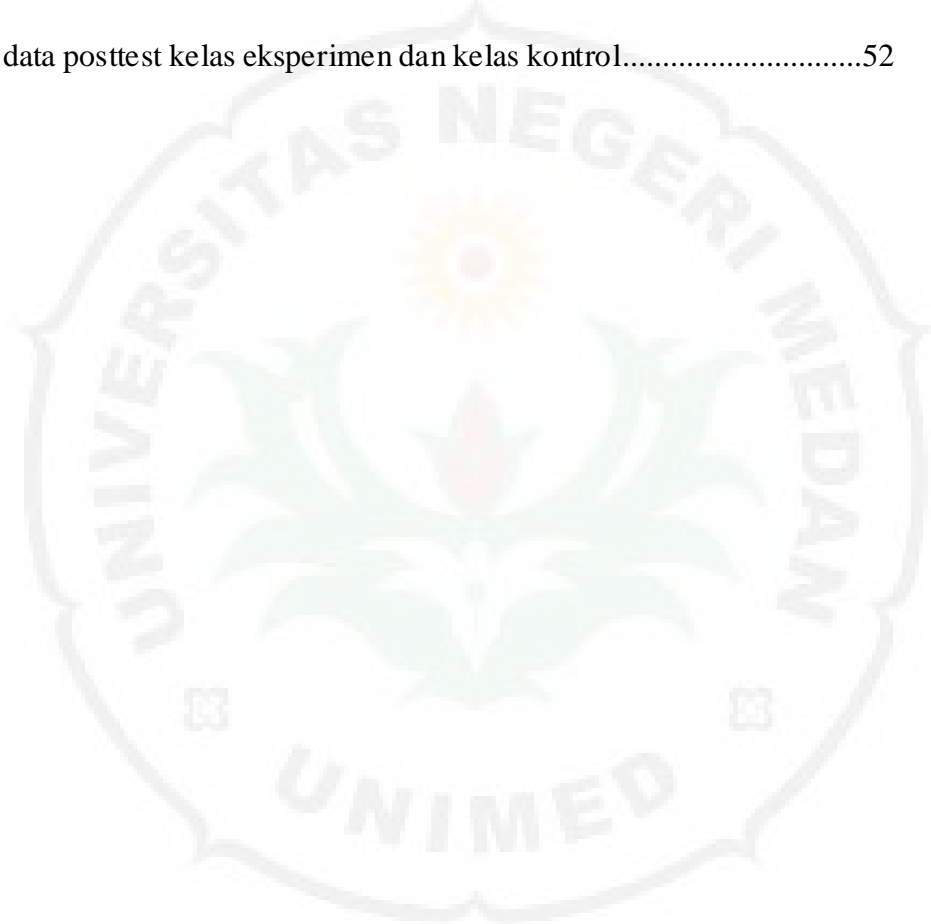 data posttest kelas eksperimen dan kelas kontrol..............................52
UNIVERSITAS NEGERI MEDAN
UNIMED